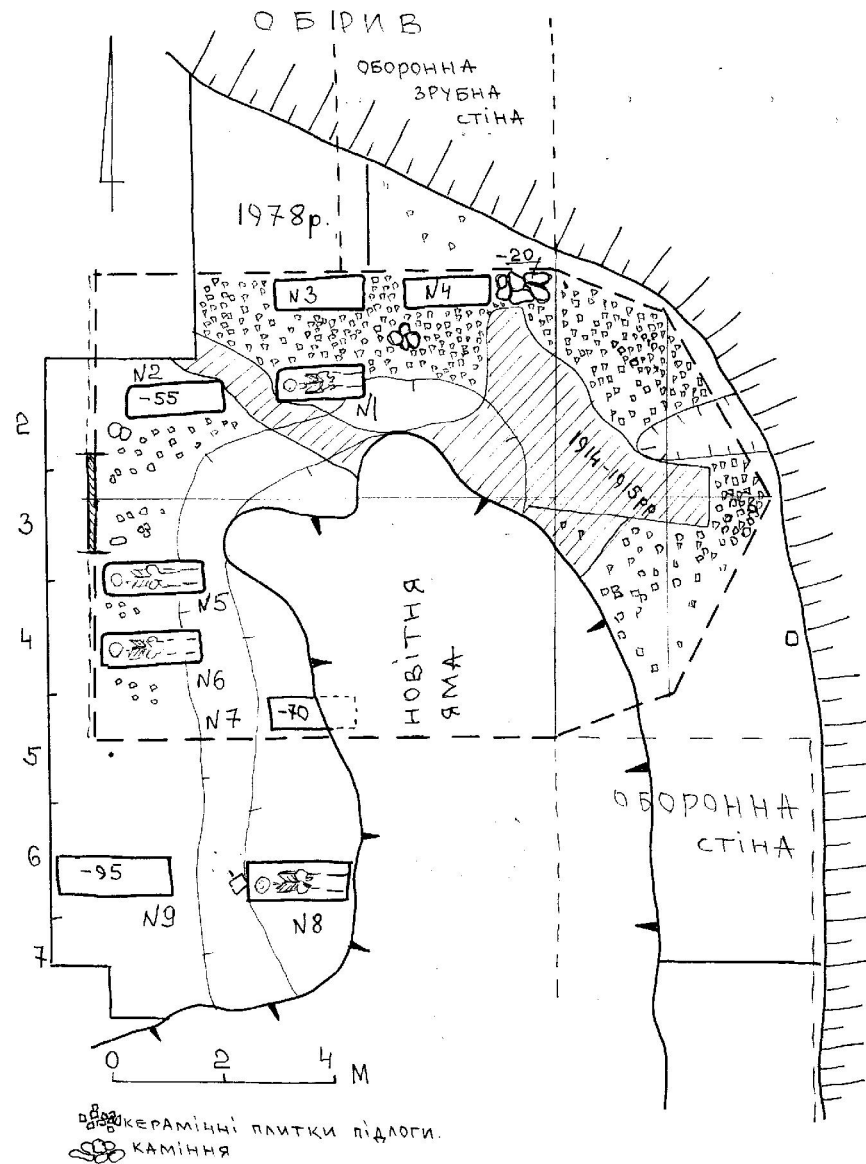 ОБІРИВ
ОБОРОННА
ЗРУБНА
СТІНА
1978р.
-20
N3
N4
N2
-55
N1
2
1914-1915рр
3
N5
4
N6
НОВІТНЯ
ЯМА
N7
-70
5
ОБОРОННА
СТІНА
6
-95
N9
N8
7
0 2 4 М
КЕРАМІЧНІ ПЛИТКИ ПІДЛОГИ.
КАМІННЯ